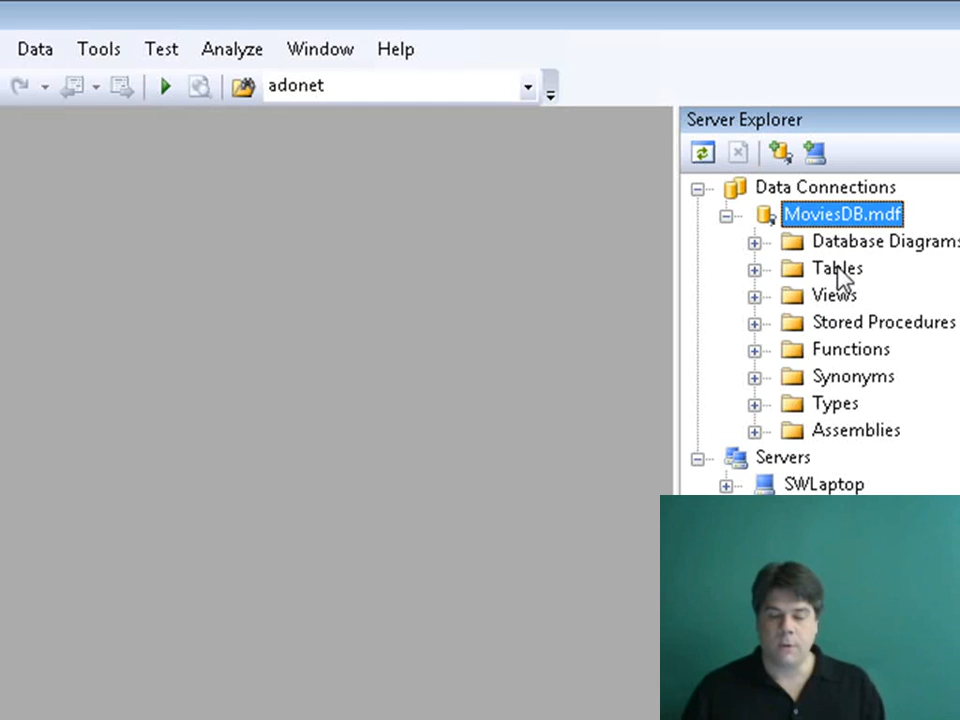 Data Tools Test Analyze Window Help
adonet
Server Explorer
Data Connections
MoviesDB.mdf
Database Diagrams
Tables
Views
Stored Procedures
Functions
Synonyms
Types
Assemblies
Servers
SWLaptop